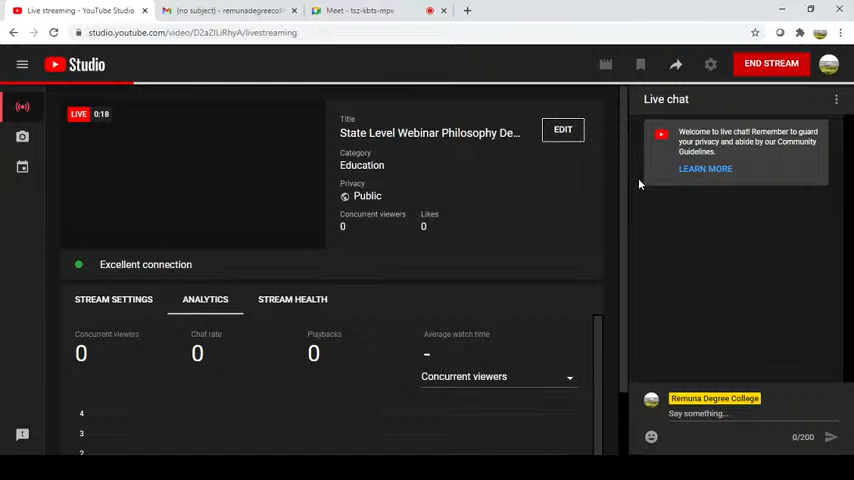 Live streaming - YouTube Studio
(no subject) - remunadegreecoll
Meet - tsz-kbts-mpv
studio.youtube.com/video/D2aZILiRhyA/livestreaming
Studio
END STREAM
LIVE 0:18
Title
State Level Webinar Philosophy De...
EDIT
Category
Education
Privacy
Public
Concurrent viewers Likes
0 0
Excellent connection
STREAM SETTINGS ANALYTICS STREAM HEALTH
Concurrent viewers Chat rate Playbacks Average watch time
0 0 0 -
Concurrent viewers
4
3
2
Live chat
Welcome to live chat! Remember to guard
your privacy and abide by our Community
Guidelines.
LEARN MORE
Remuna Degree College
Say something...
0/200